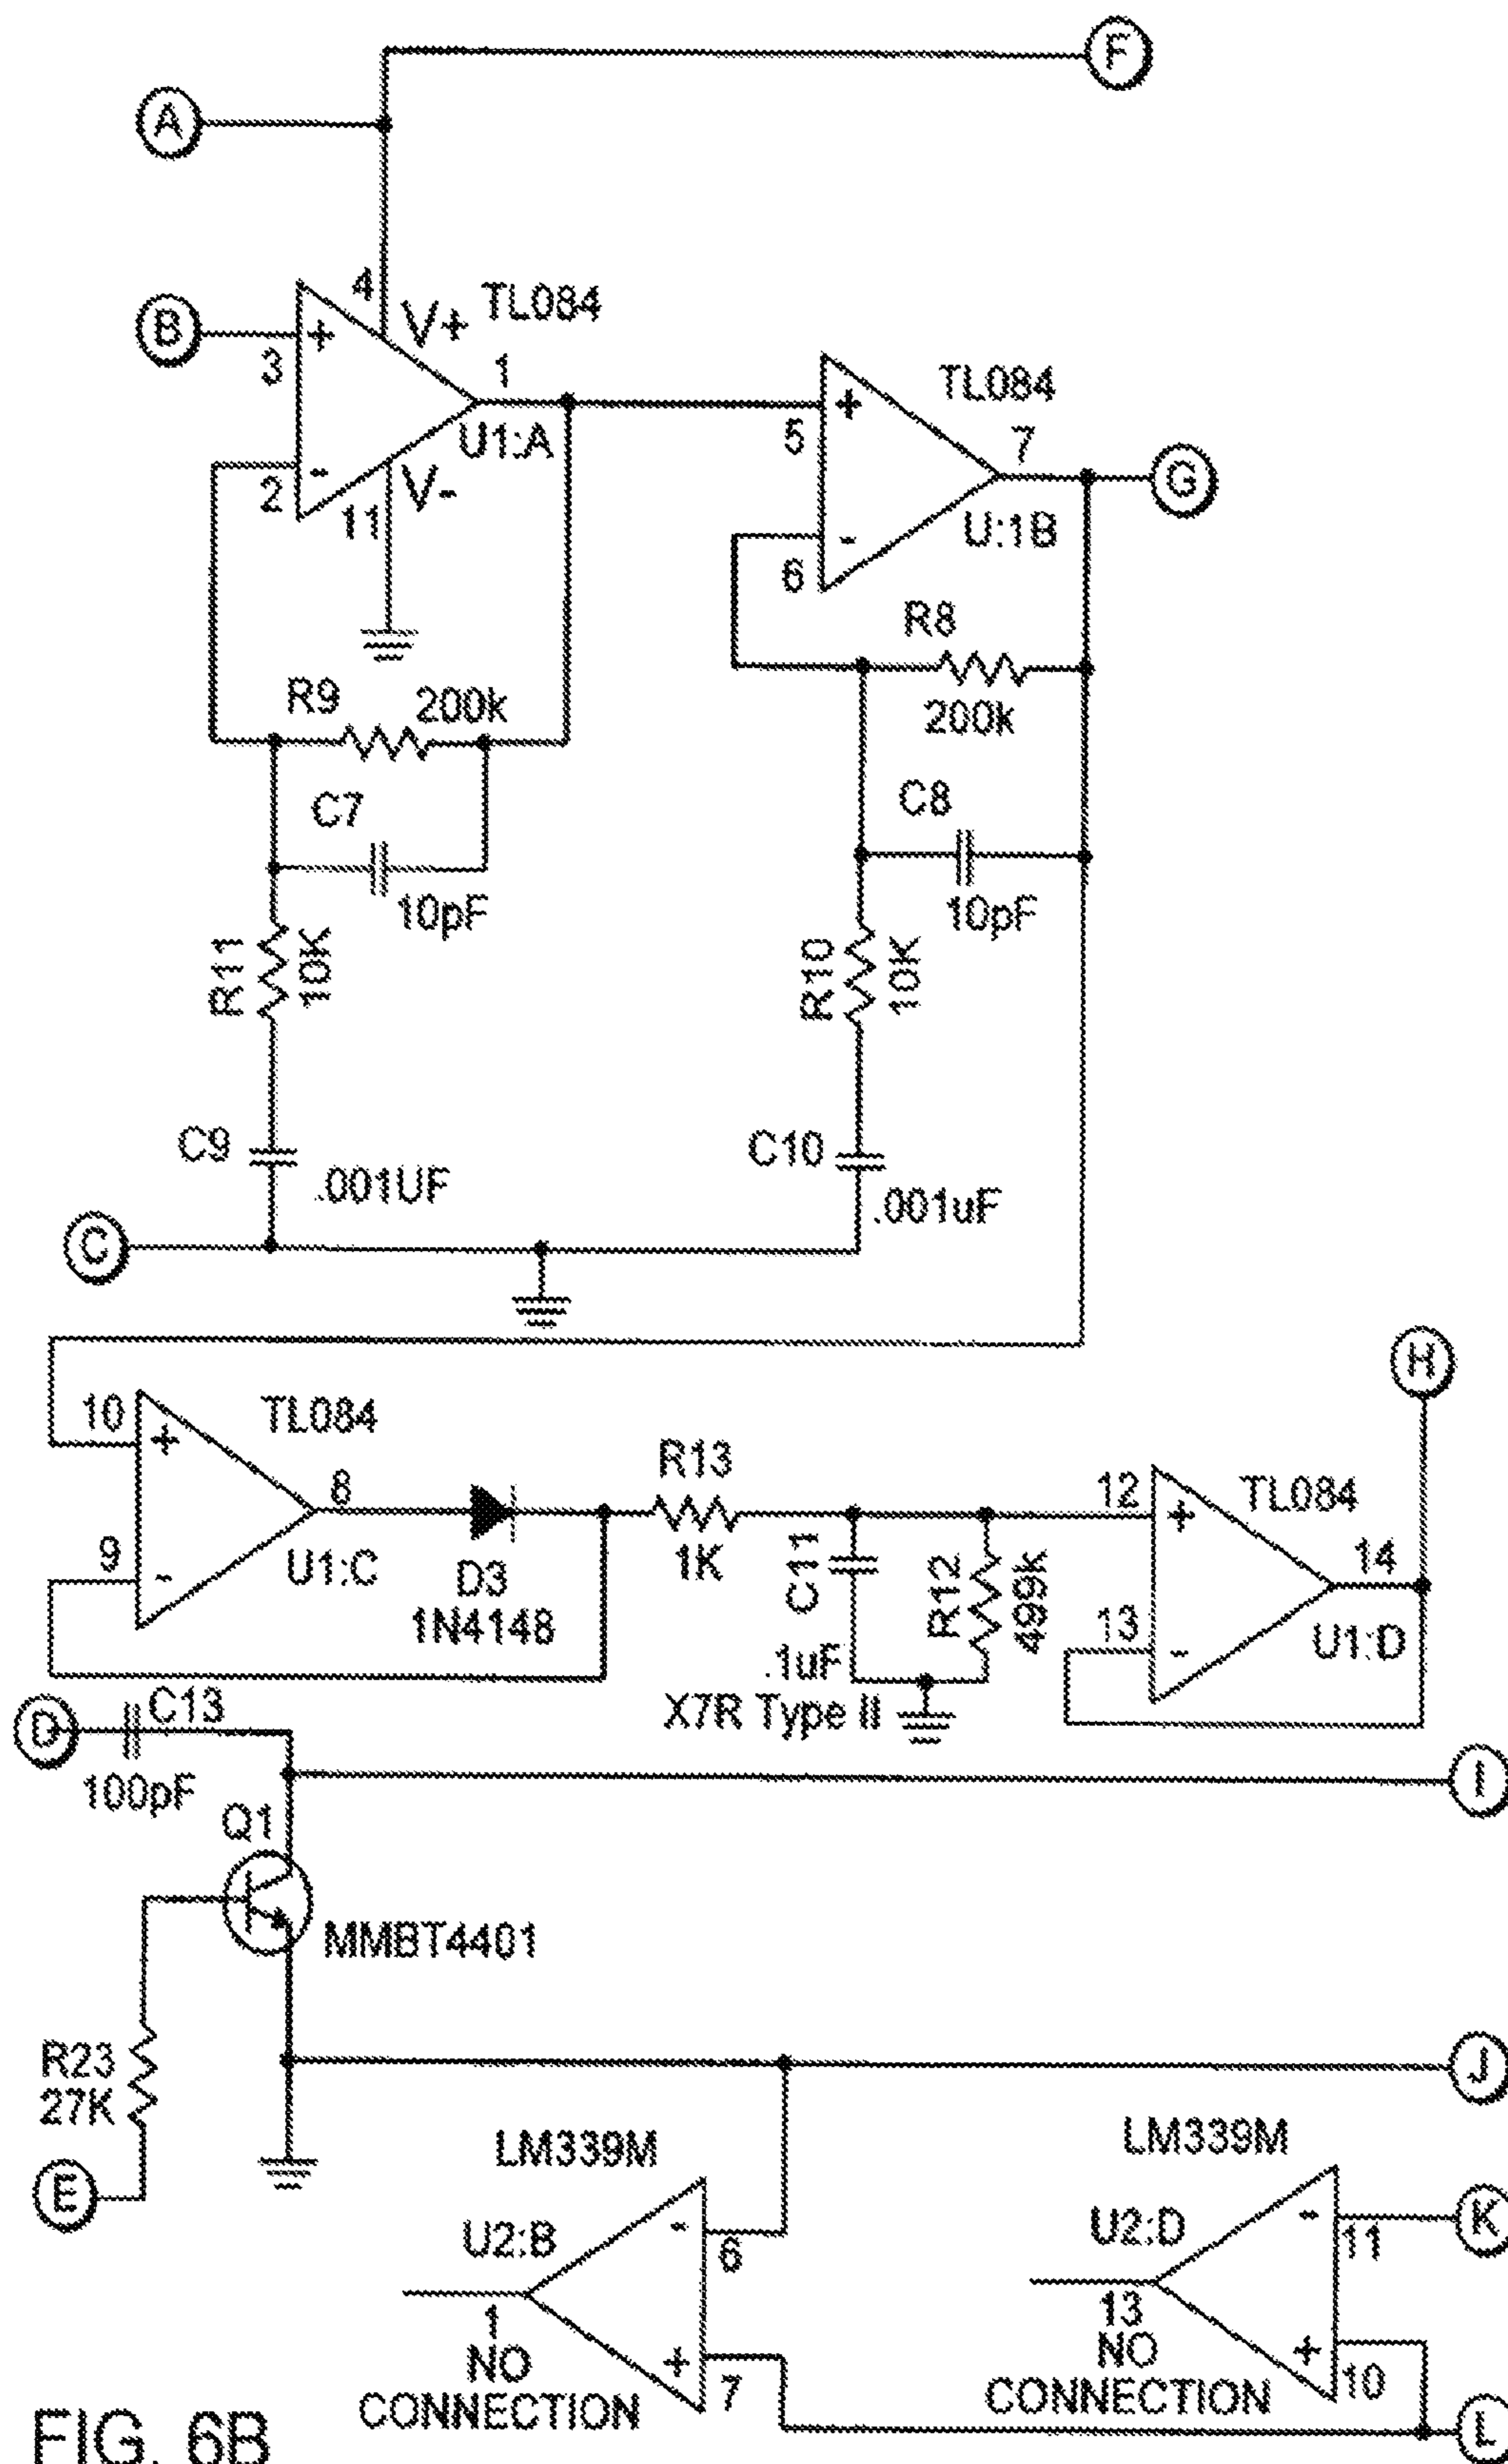 F
A
4
V+
TL084
B
+
3
1
U1:A
-
2
V-
11
TL084
+
5
7
G
U:1B
-
6
R8
200k
R9
200k
C7
10pF
C8
10pF
R11
10K
R10
10K
C9
.001UF
C10
.001uF
C
H
10
TL084
+
8
9
-
U1:C
D3
1N4148
R13
1K
C11
.1uF
X7R Type II
R12
499k
12
TL084
+
14
13
-
U1:D
D
C13
100pF
I
Q1
MMBT4401
R23
27K
E
J
LM339M
LM339M
U2:B
-
6
U2:D
-
11
K
1
NO
CONNECTION
+
7
13
NO
CONNECTION
+
10
L
FIG. 6B